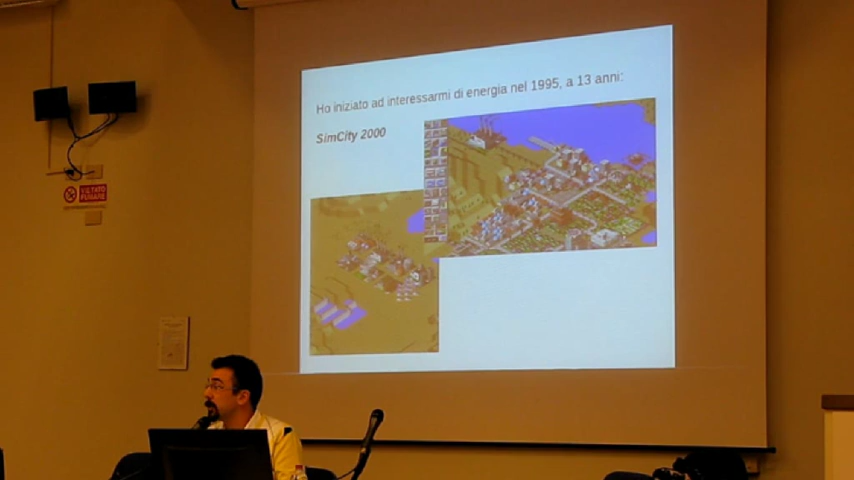 Ho iniziato ad interessarmi di energia nel 1995, a 13 anni:
SimCity 2000
VIETATO
FUMARE